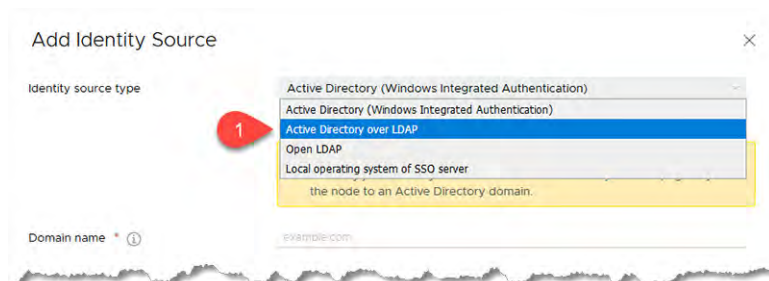 Add Identity Source
Identity source type
Active Directory (Windows Integrated Authentication)
Active Directory (Windows Integrated Authentication)
1
Active Directory over LDAP
Open LDAP
Local operating system of SSO server
the node to an Active Directory domain.
Domain name *
example.com